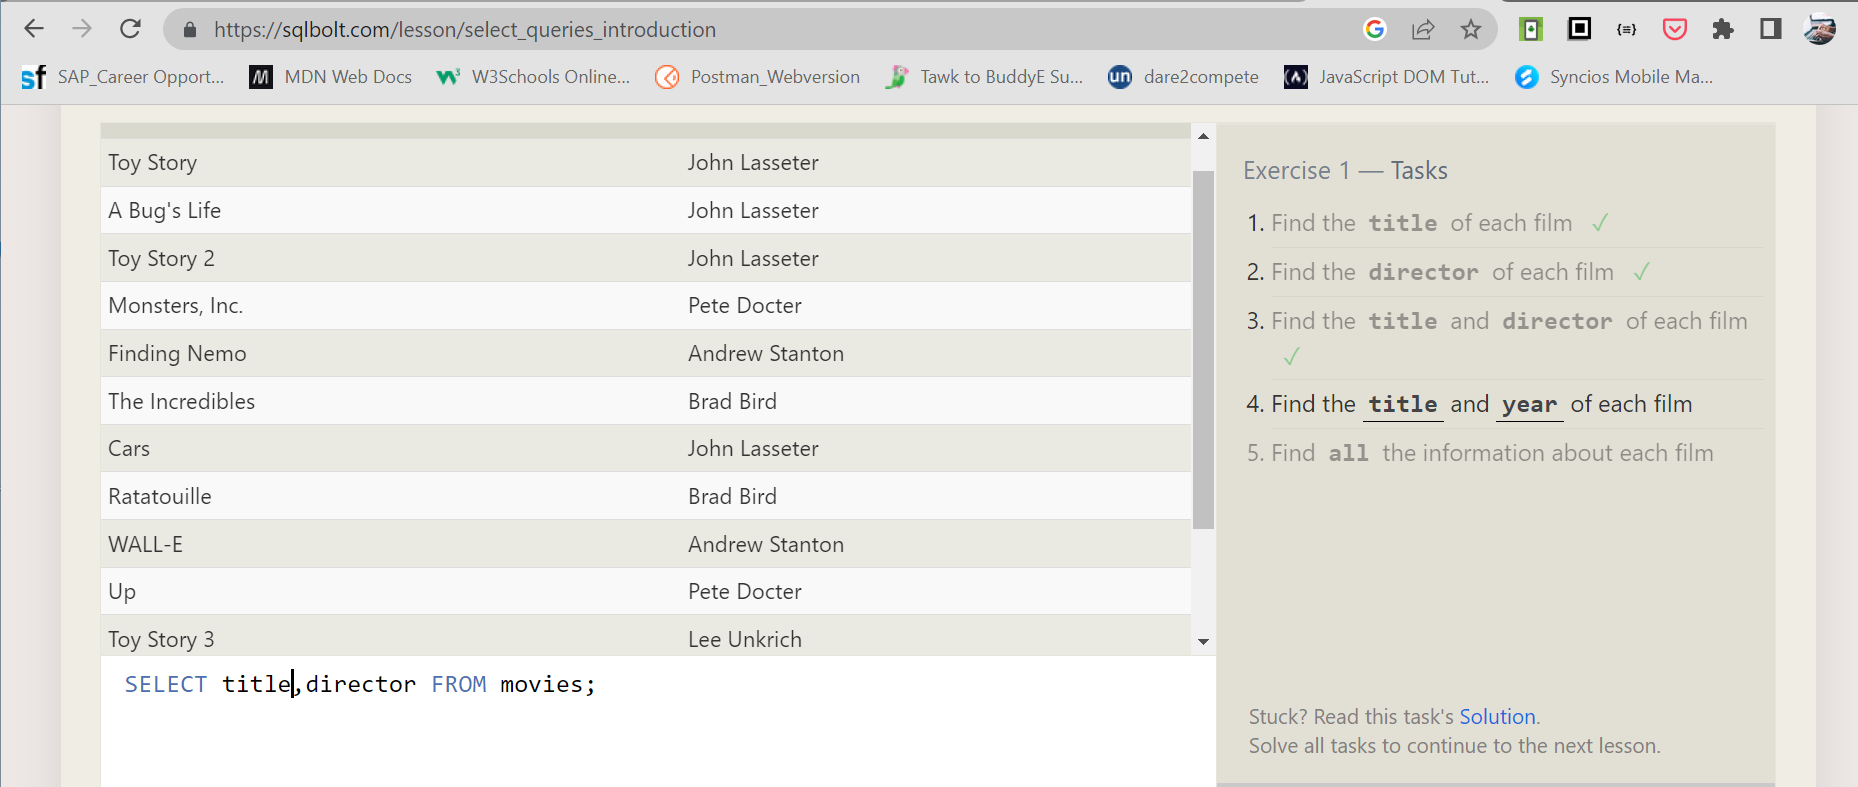 https://sqlbolt.com/lesson/select_queries_introduction
SAP_Career Opport... MDN Web Docs W3Schools Online... Postman_Webversion Tawk to BuddyE Su... dare2compete JavaScript DOM Tut... Syncios Mobile Ma...
Toy Story John Lasseter
A Bug's Life John Lasseter
Toy Story 2 John Lasseter
Monsters, Inc. Pete Docter
Finding Nemo Andrew Stanton
The Incredibles Brad Bird
Cars John Lasseter
Ratatouille Brad Bird
WALL-E Andrew Stanton
Up Pete Docter
Toy Story 3 Lee Unkrich
SELECT title,director FROM movies;
Exercise 1 — Tasks
1. Find the title of each film ✓
2. Find the director of each film ✓
3. Find the title and director of each film
✓
4. Find the title and year of each film
5. Find all the information about each film
Stuck? Read this task's Solution.
Solve all tasks to continue to the next lesson.